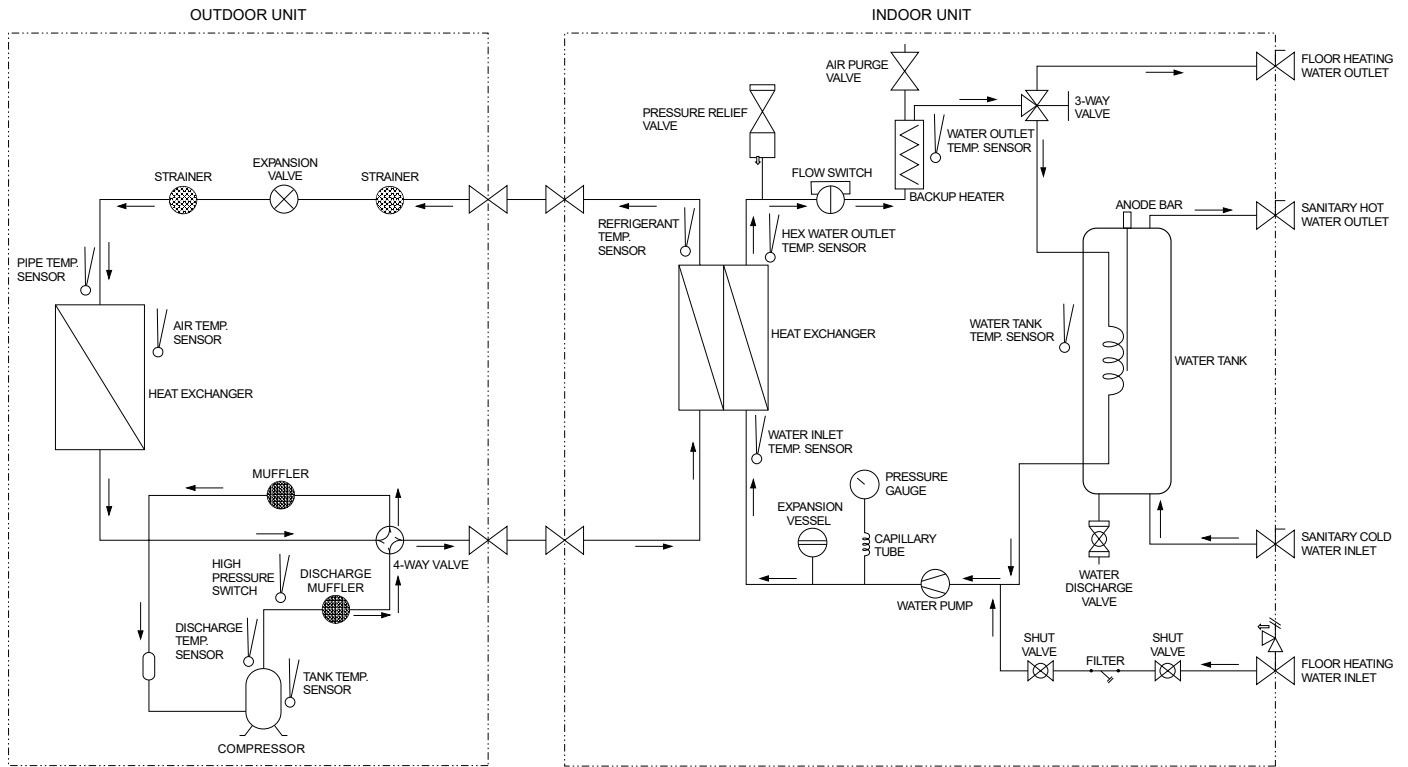 OUTDOOR UNIT
INDOOR UNIT
AIR PURGE
VALVE
FLOOR HEATING
WATER OUTLET
PRESSURE RELIEF
VALVE
3-WAY
VALVE
WATER OUTLET
TEMP. SENSOR
STRAINER
EXPANSION
VALVE
STRAINER
FLOW SWITCH
BACKUP HEATER
ANODE BAR
SANITARY HOT
WATER OUTLET
REFRIGERANT
TEMP.
SENSOR
HEX WATER OUTLET
TEMP. SENSOR
PIPE TEMP.
SENSOR
AIR TEMP.
SENSOR
HEAT EXCHANGER
WATER TANK
TEMP. SENSOR
WATER TANK
HEAT EXCHANGER
WATER INLET
TEMP. SENSOR
MUFFLER
PRESSURE
GAUGE
EXPANSION
VESSEL
CAPILLARY
TUBE
SANITARY COLD
WATER INLET
4-WAY VALVE
HIGH
PRESSURE
SWITCH
DISCHARGE
MUFFLER
WATER
DISCHARGE
VALVE
WATER PUMP
DISCHARGE
TEMP.
SENSOR
SHUT
VALVE
FILTER
SHUT
VALVE
FLOOR HEATING
WATER INLET
TANK TEMP.
SENSOR
COMPRESSOR